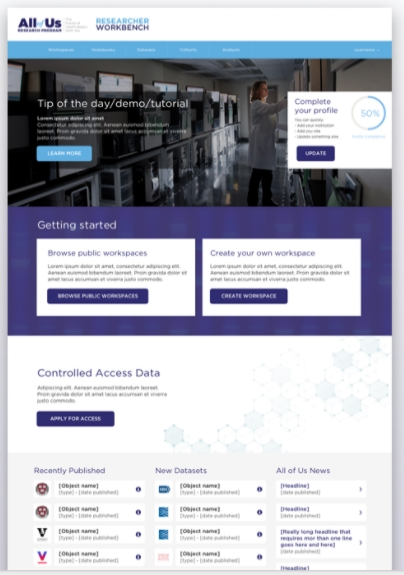 All of Us
RESEARCH PROGRAM
RESEARCHER
WORKBENCH
Workspaces Notebooks Datasets Cohorts Analysis username
Tip of the day/demo/tutorial
Lorem ipsum dolor sit amet
Consectetur adipiscing elit. Aenean euismod bibendum
laoreet. Proin gravida dolor sit amet lacus accumsan et viverra
justo commodo.
LEARN MORE
Complete
your profile
You can quickly:
- Add your institution
- Add you role
- Update something else
UPDATE
50%
Getting started
Browse public workspaces
Lorem ipsum dolor sit amet, consectetur adipiscing elit.
Aenean euismod bibendum laoreet. Proin gravida dolor sit
amet lacus accumsan et viverra justo commodo.
BROWSE PUBLIC WORKSPACES
Create your own workspace
Lorem ipsum dolor sit amet, consectetur adipiscing elit.
Aenean euismod bibendum laoreet. Proin gravida dolor sit
amet lacus accumsan et viverra justo commodo.
CREATE WORKSPACE
Controlled Access Data
Adipiscing elit. Aenean euismod bibendum laoreet.
Proin gravida dolor sit amet lacus accumsan et viverra
justo commodo.
APPLY FOR ACCESS
Recently Published
[Object name]
[type] - [date published]
[Object name]
[type] - [date published]
[Object name]
[type] - [date published]
[Object name]
[type] - [date published]
New Datasets
[Object name]
[type] - [date published]
[Object name]
[type] - [date published]
[Object name]
[type] - [date published]
[Object name]
[type] - [date published]
All of Us News
[Headline]
[date published]
[Headline]
[date published]
[Really long headline that
requires mor than one line
goes here and here]
[date published]
[Headline]